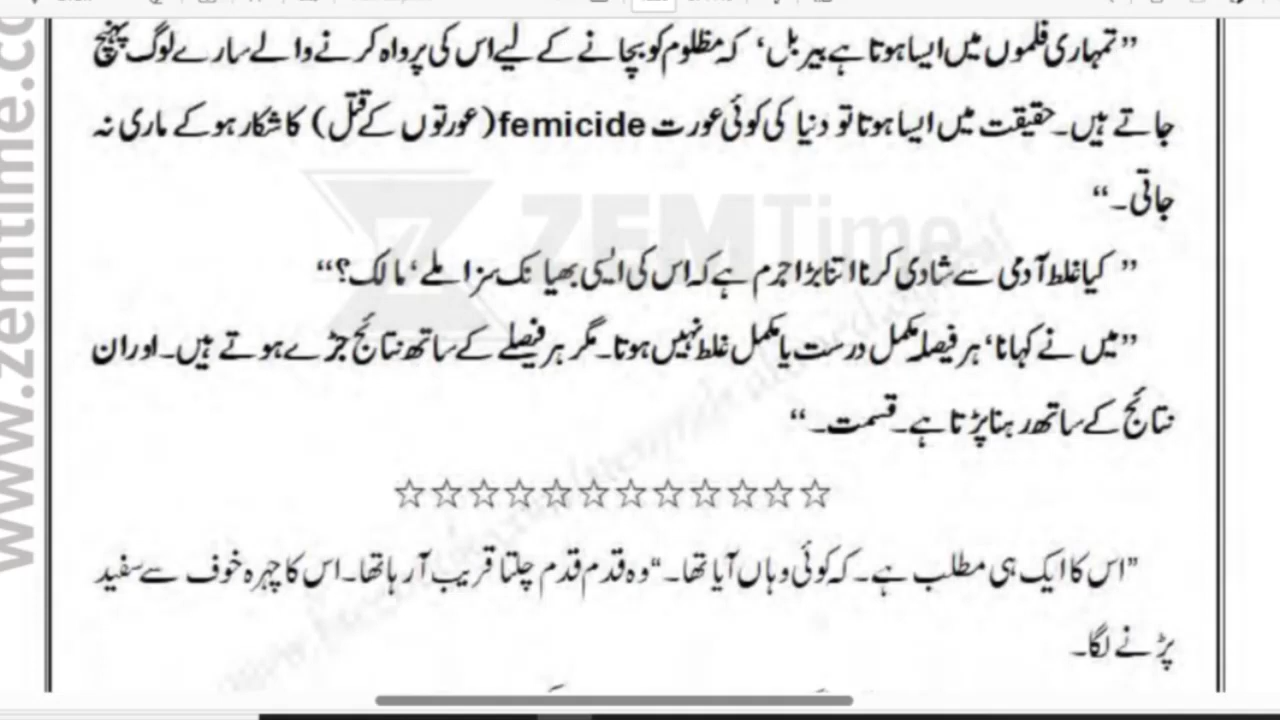 ”تمہاری فلموں میں ایسا ہوتا ہے بیربل، کہ مظلوم کو بچانے کے لیے اس کی پرواہ کرنے والے سارے لوگ پہنچ
جاتے ہیں۔ حقیقت میں ایسا ہوتا تو دنیا کی کوئی عورت femicide (عورتوں کے قتل) کا شکار ہو کے ماری نہ
جاتی۔“
”کیا غلط آدمی سے شادی کرنا اتنا بڑا جرم ہے کہ اس کی ایسی بھیانک سزا ملے، مالک؟“
”میں نے کہا نا، ہر فیصلہ مکمل درست یا مکمل غلط نہیں ہوتا۔ مگر ہر فیصلے کے ساتھ نتائج جڑے ہوتے ہیں۔ اور ان
نتائج کے ساتھ رہنا پڑتا ہے۔ قسمت۔“
☆☆☆☆☆☆☆☆☆☆☆☆
”اس کا ایک ہی مطلب ہے۔ کہ کوئی وہاں آیا تھا۔“ وہ قدم قدم چلتا قریب آ رہا تھا۔ اس کا چہرہ خوف سے سفید
پڑنے لگا۔
ZEMTime
www.zemtime.co